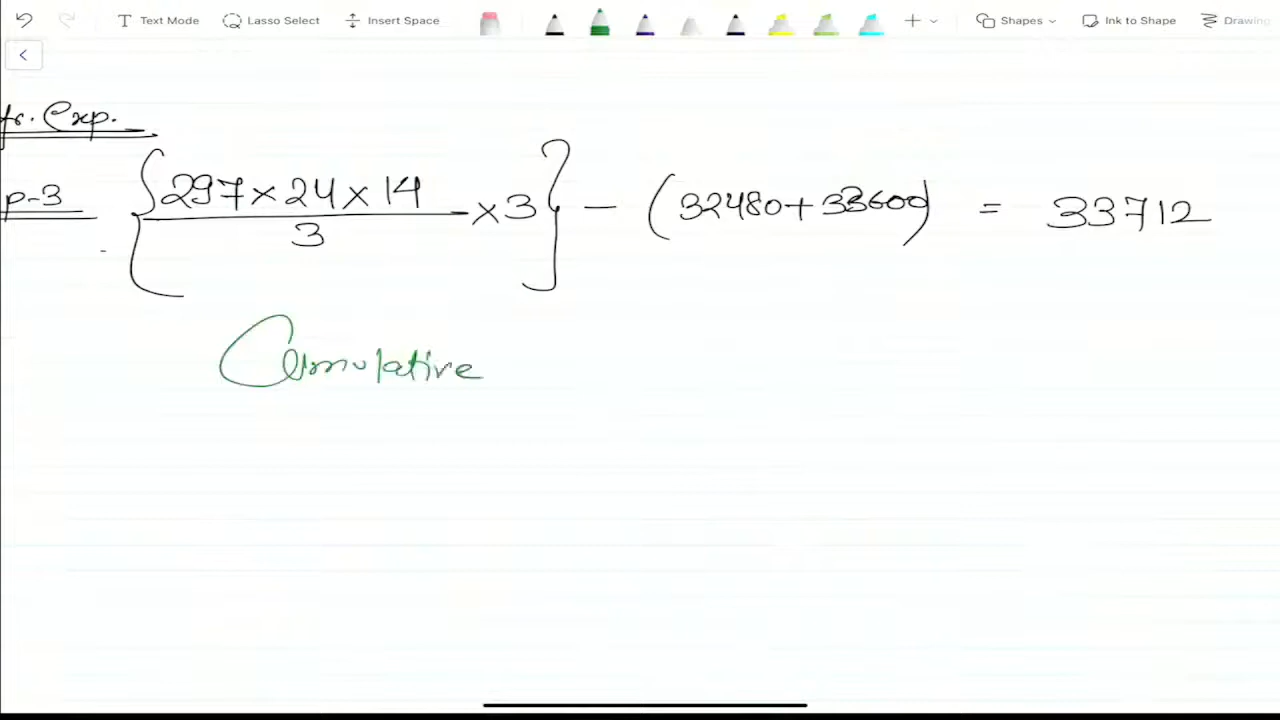 Text Mode Lasso Select Insert Space Shapes Ink to Shape Drawing
fr. Exp.
p-3 { 297 × 24 × 14 / 3 × 3 } - (32480 + 33600) = 33712
Cumulative